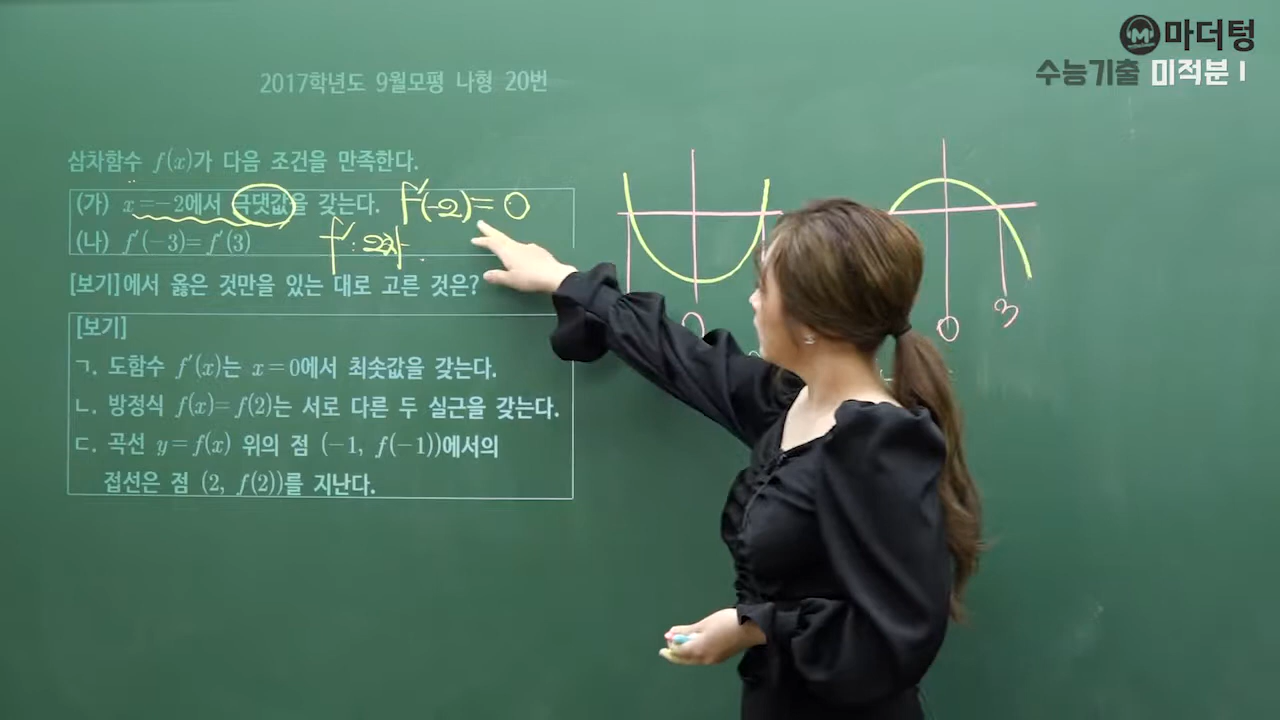 마더텅
수능기출 미적분 I
2017학년도 9월모평 나형 20번
삼차함수 f(x)가 다음 조건을 만족한다.
(가) x=-2에서 극댓값을 갖는다. f'(-2)=0
(나) f'(-3)=f'(3) f' : 2차
[보기]에서 옳은 것만을 있는 대로 고른 것은?
[보기]
ㄱ. 도함수 f'(x)는 x=0에서 최솟값을 갖는다.
ㄴ. 방정식 f(x)=f(2)는 서로 다른 두 실근을 갖는다.
ㄷ. 곡선 y=f(x) 위의 점 (-1, f(-1))에서의
접선은 점 (2, f(2))를 지난다.
0
0 3